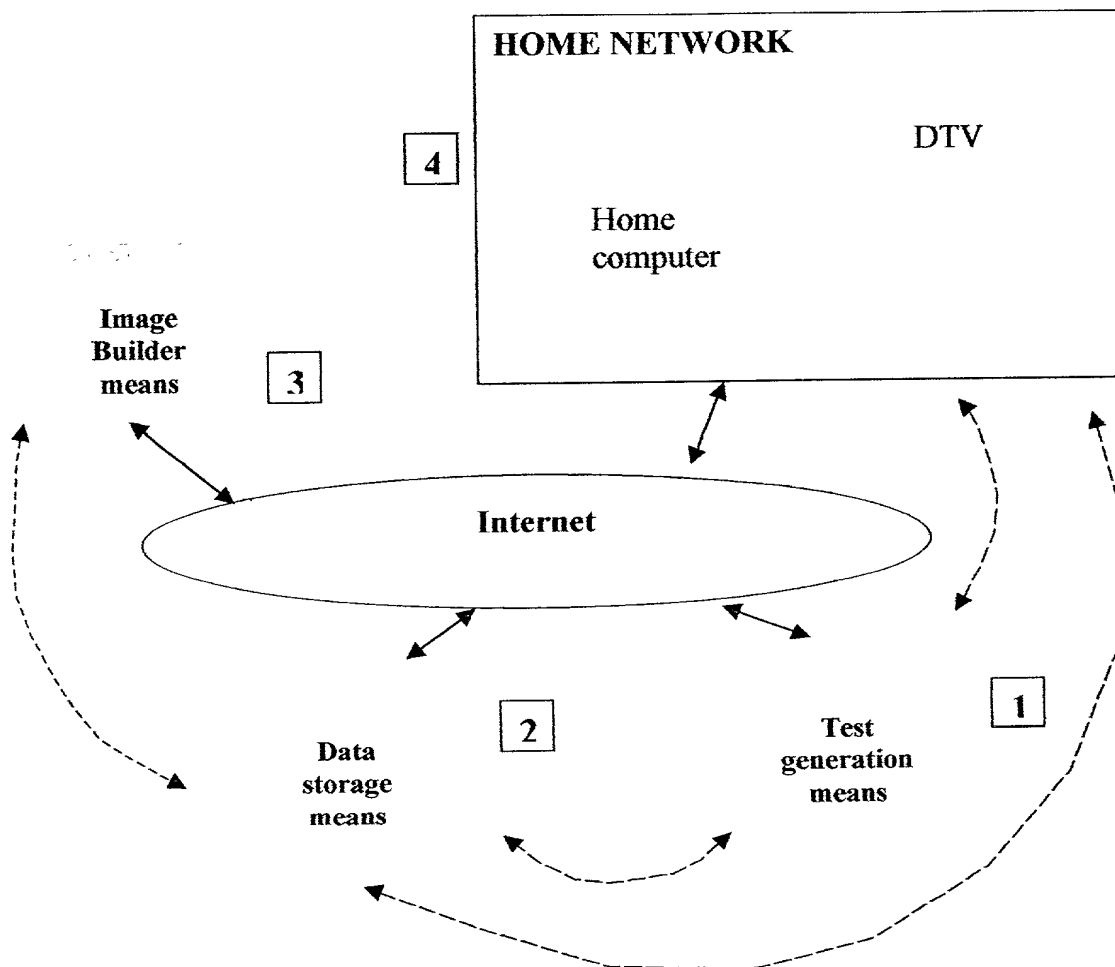 HOME NETWORK
DTV
4
Home
computer
Image
Builder
means
3
Internet
1
2
Test
generation
means
Data
storage
means